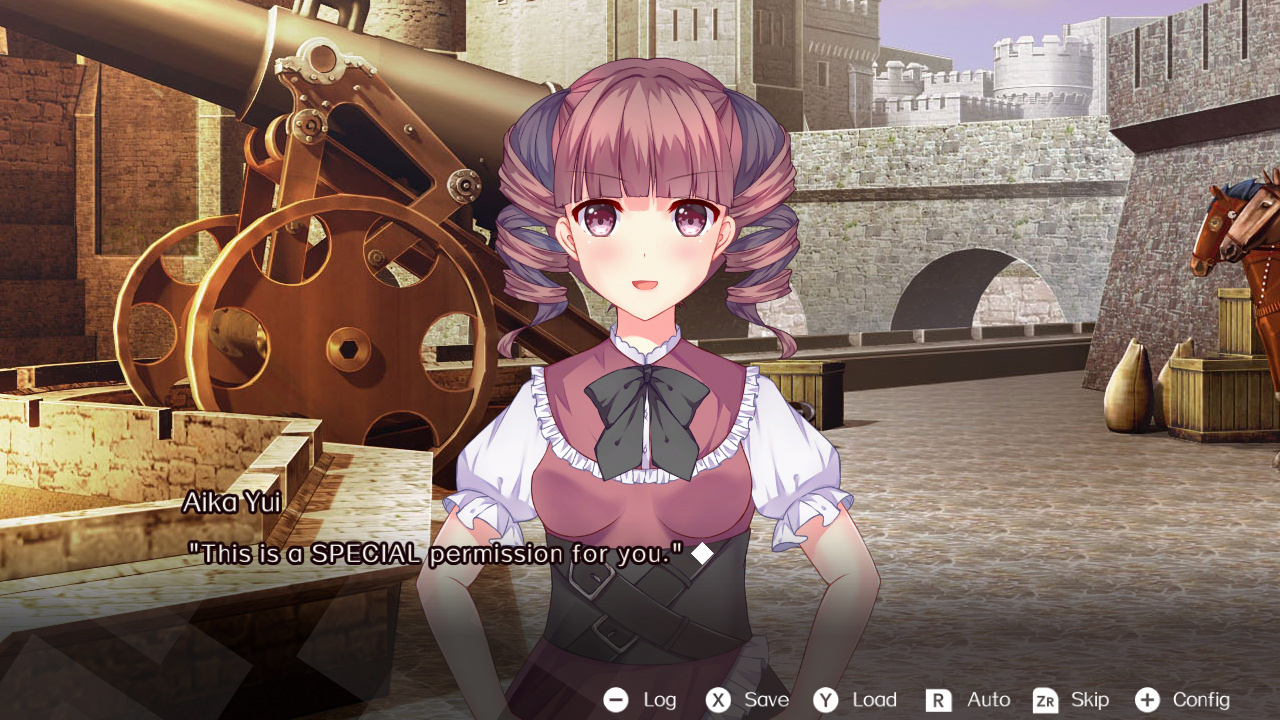 Aika Yui
"This is a SPECIAL permission for you."
− Log X Save Y Load R Auto ZR Skip + Config